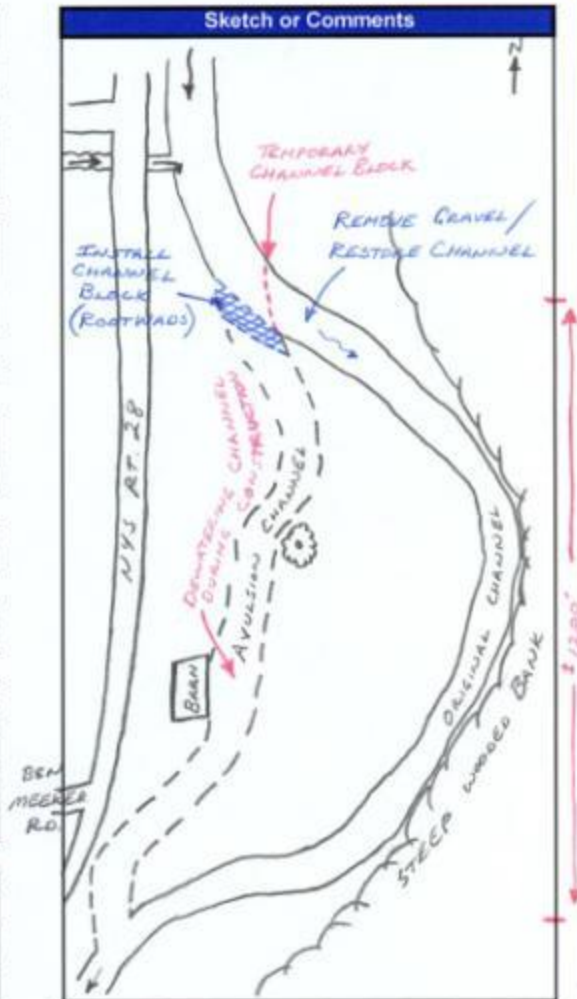 Sketch or Comments
N
TEMPORARY
CHANNEL BLOCK
REMOVE GRAVEL/
RESTORE CHANNEL
INSTALL
CHANNEL
BLOCK
(ROOTWADS)
NYS RT. 28
DEWATERING CHANNEL
DURING CONSTRUCTION
AVULSION CHANNEL
ORIGINAL CHANNEL
BARN
STEEP WOODED BANK
BEN
MEEKER
RD.